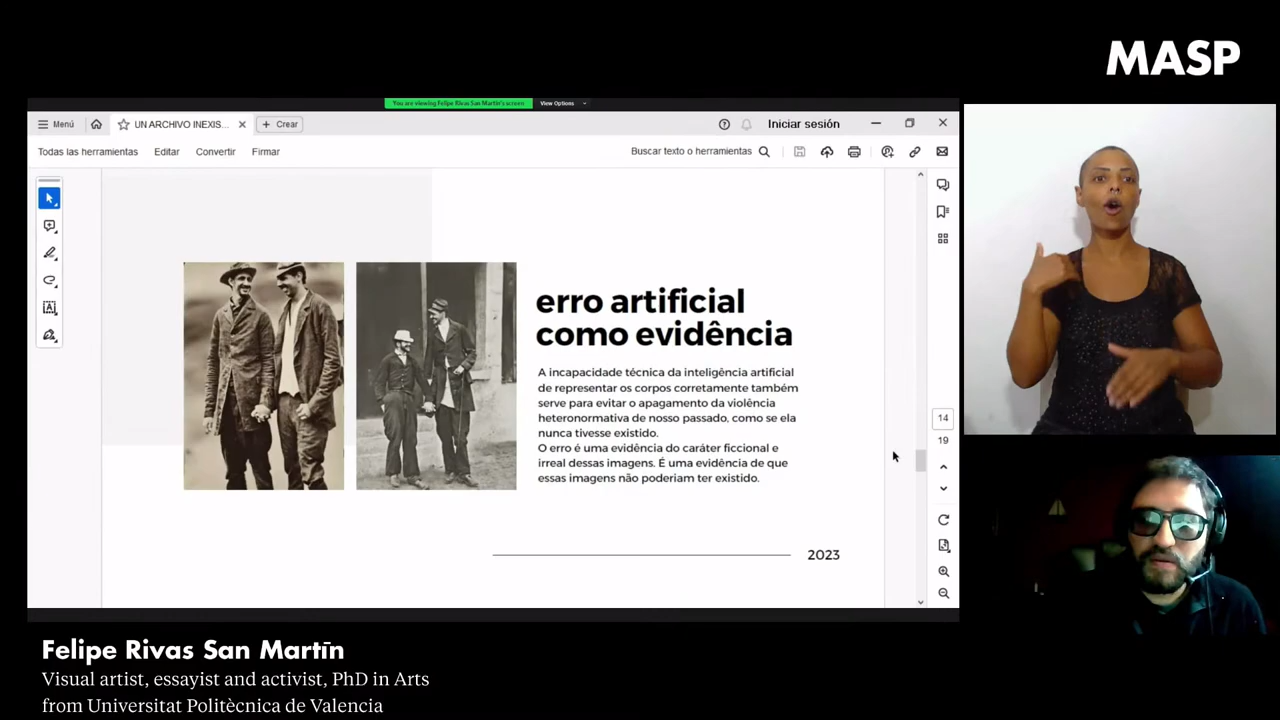 MASP
You are viewing Felipe Rivas San Martín's screen
View Options
Menú
UN ARCHIVO INEXIS...
Crear
Iniciar sesión
Todas las herramientas
Editar
Convertir
Firmar
Buscar texto o herramientas
erro artificial
como evidência
A incapacidade técnica da inteligência artificial
de representar os corpos corretamente também
serve para evitar o apagamento da violência
heteronormativa de nosso passado, como se ela
nunca tivesse existido.
O erro é uma evidência do caráter ficcional e
irreal dessas imagens. É uma evidência de que
essas imagens não poderiam ter existido.
14
19
2023
Felipe Rivas San Martīn
Visual artist, essayist and activist, PhD in Arts
from Universitat Politècnica de Valencia